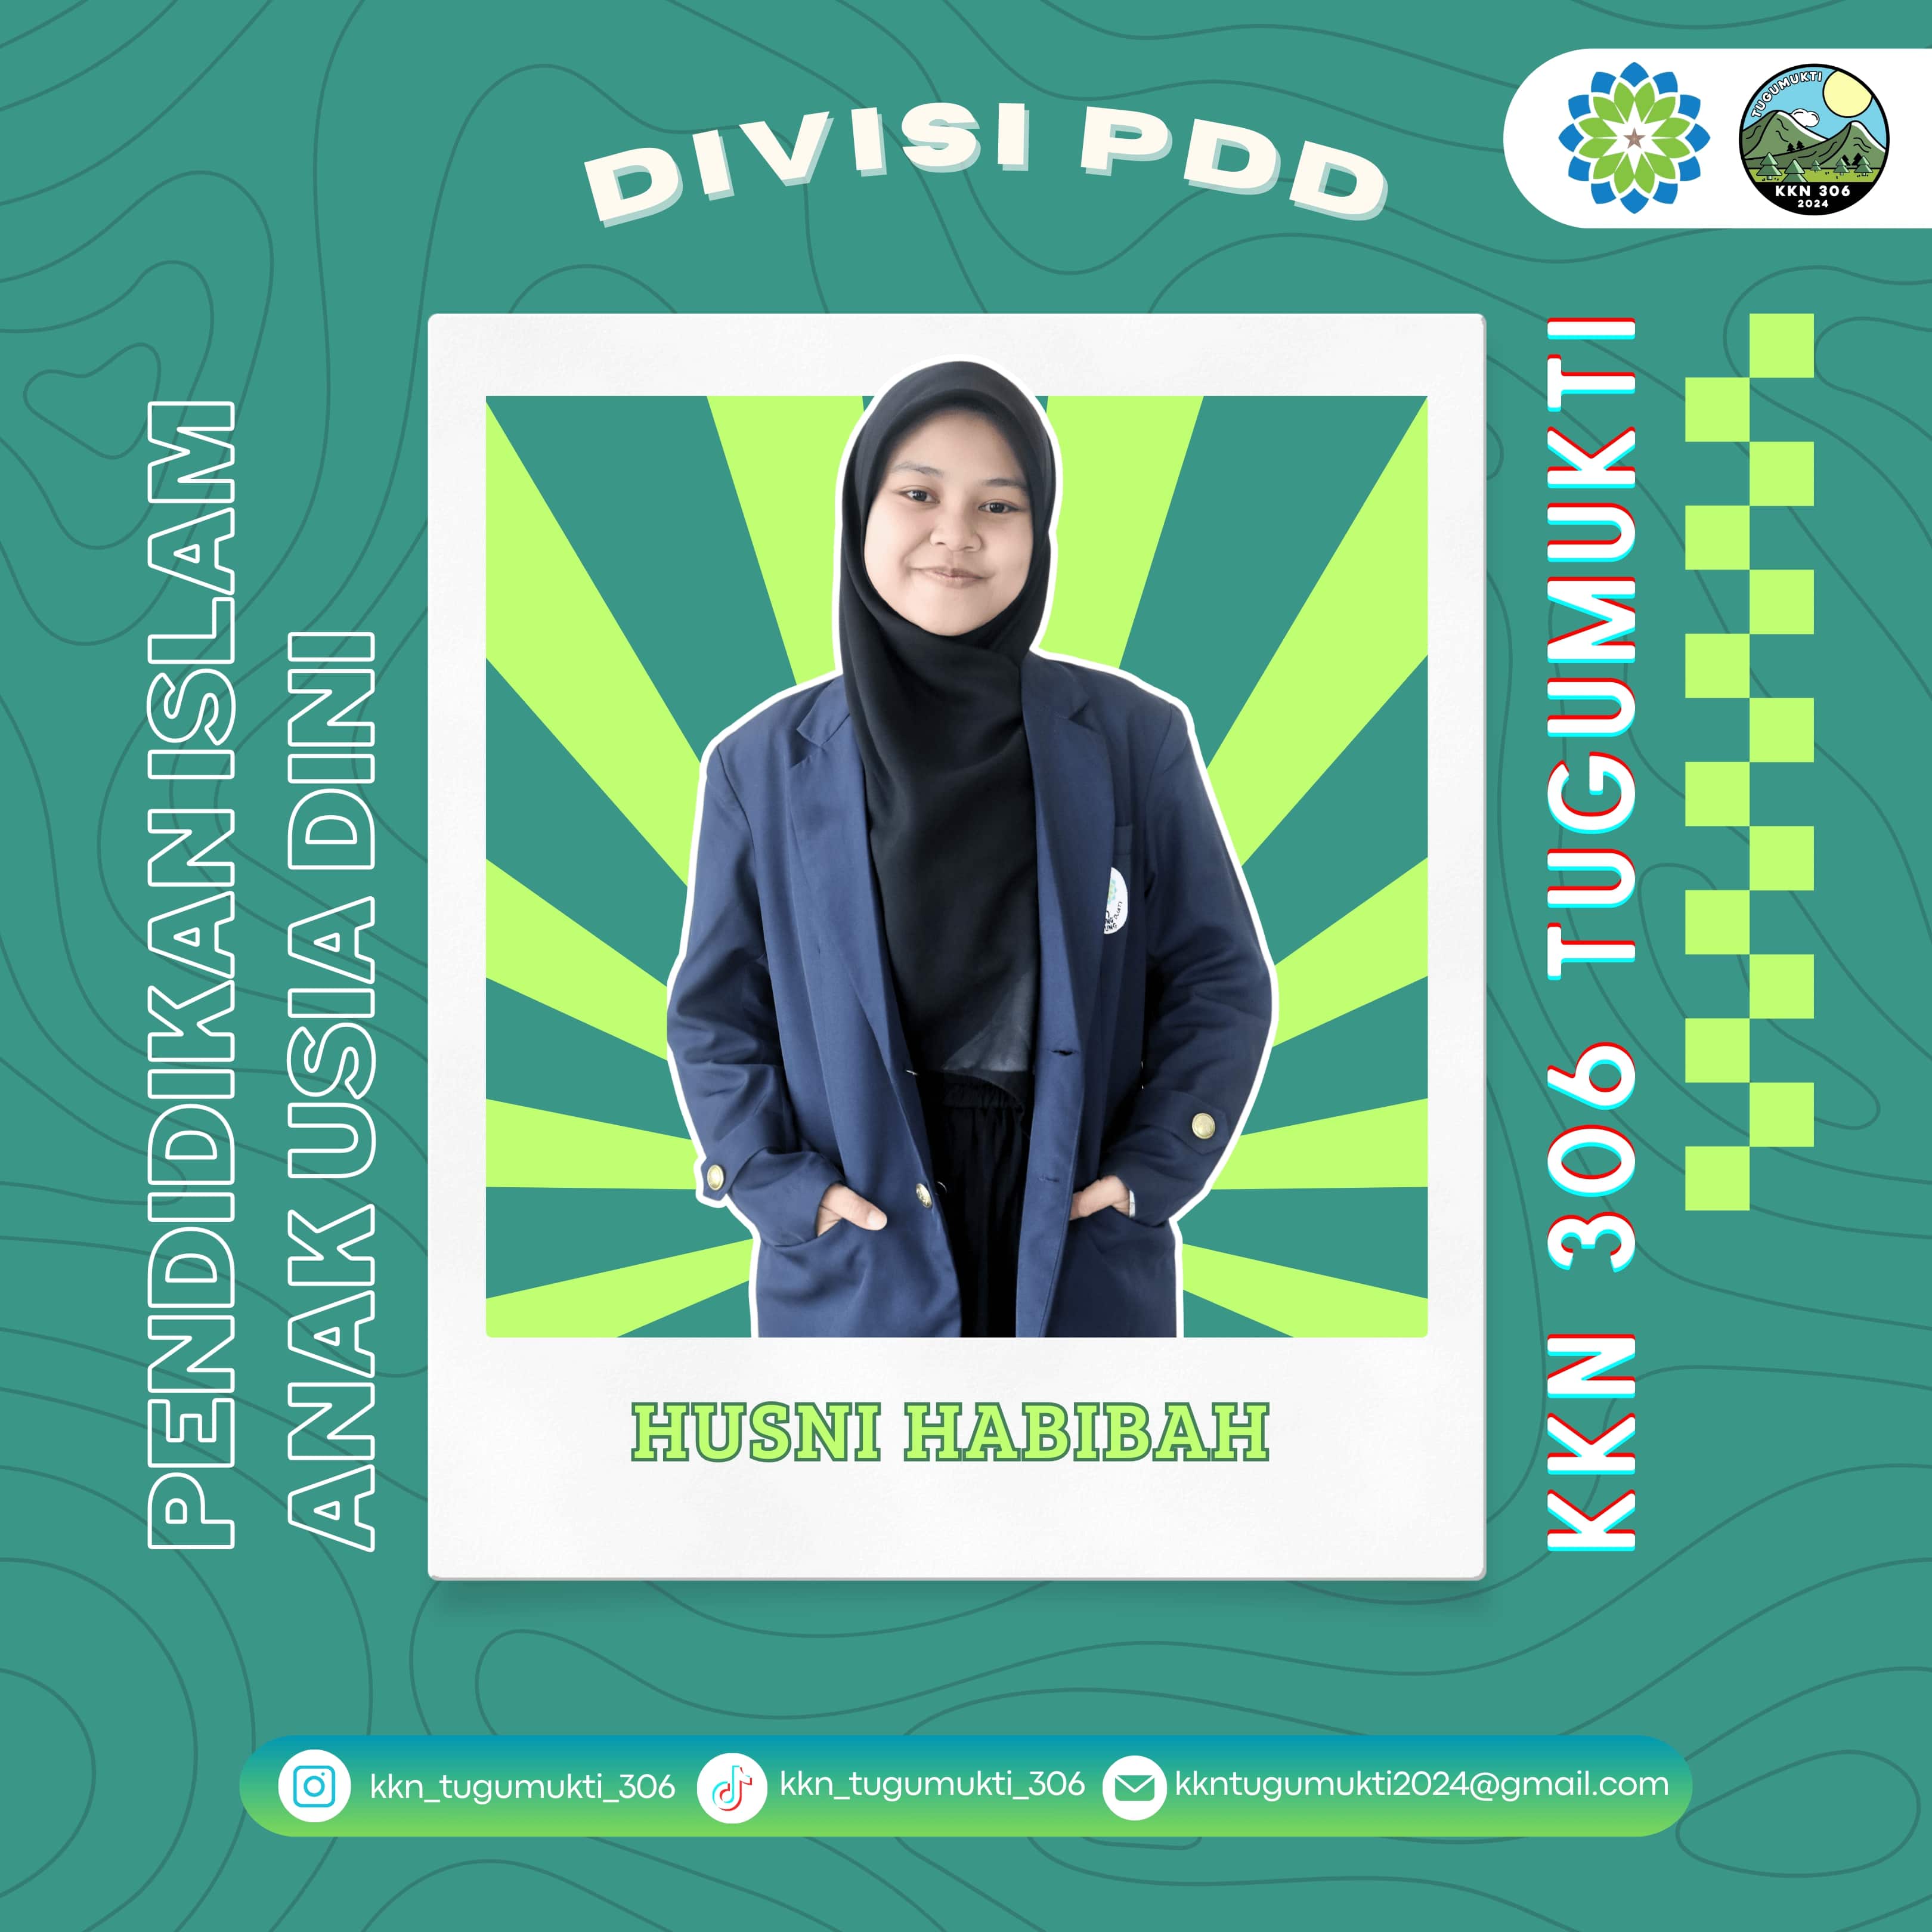 DIVISI PDD
TUGUMUKTI
KKN 306
2024
PENDIDIKAN ISLAM
ANAK USIA DINI
KKN 306 TUGUMUKTI
HUSNI HABIBAH
kkn_tugumukti_306
kkn_tugumukti_306
kkntugumukti2024@gmail.com